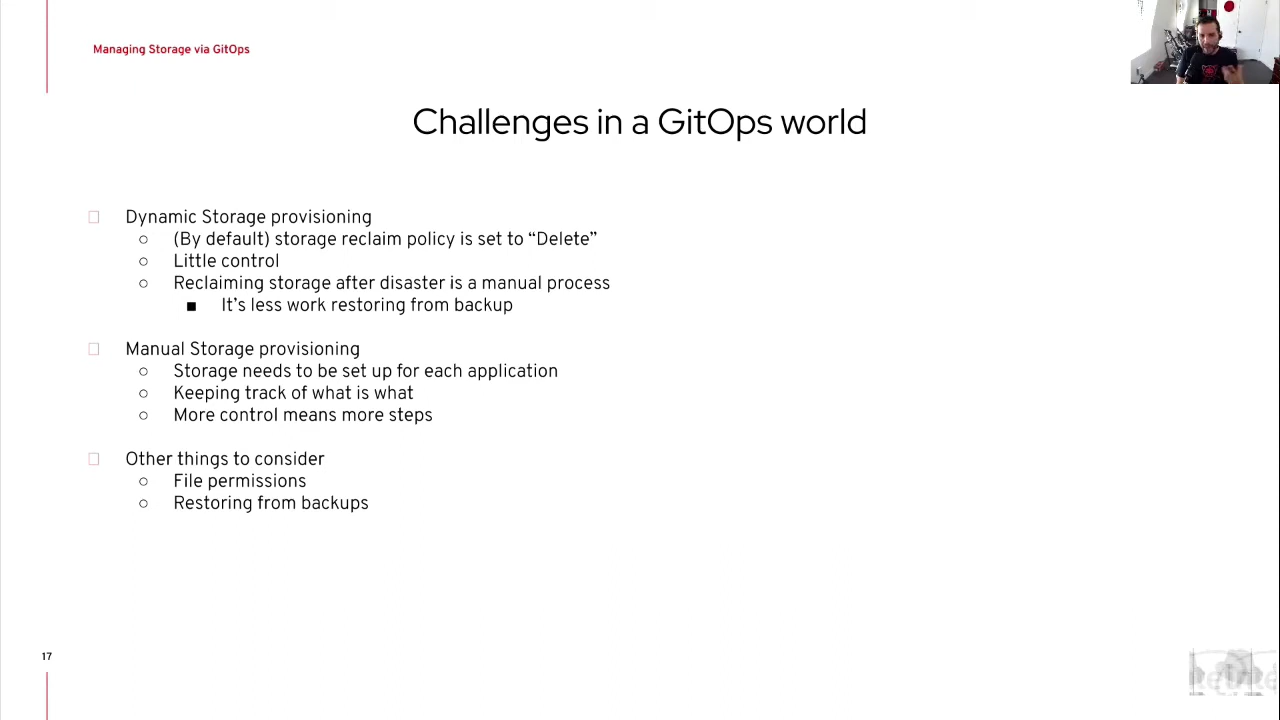 Managing Storage via GitOps
Challenges in a GitOps world
Dynamic Storage provisioning
(By default) storage reclaim policy is set to “Delete”
Little control
Reclaiming storage after disaster is a manual process
It’s less work restoring from backup
Manual Storage provisioning
Storage needs to be set up for each application
Keeping track of what is what
More control means more steps
Other things to consider
File permissions
Restoring from backups
17